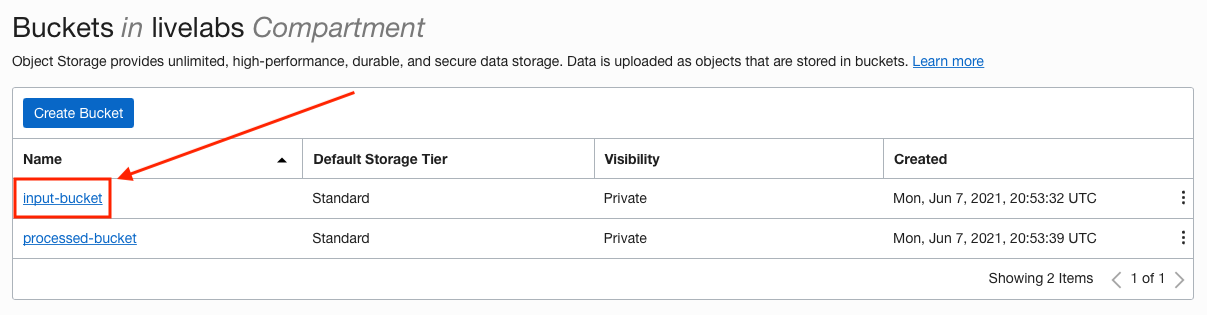 Buckets in livelabs Compartment
Object Storage provides unlimited, high-performance, durable, and secure data storage. Data is uploaded as objects that are stored in buckets. Learn more
Create Bucket
Name Default Storage Tier Visibility Created
input-bucket Standard Private Mon, Jun 7, 2021, 20:53:32 UTC
processed-bucket Standard Private Mon, Jun 7, 2021, 20:53:39 UTC
Showing 2 Items 1 of 1